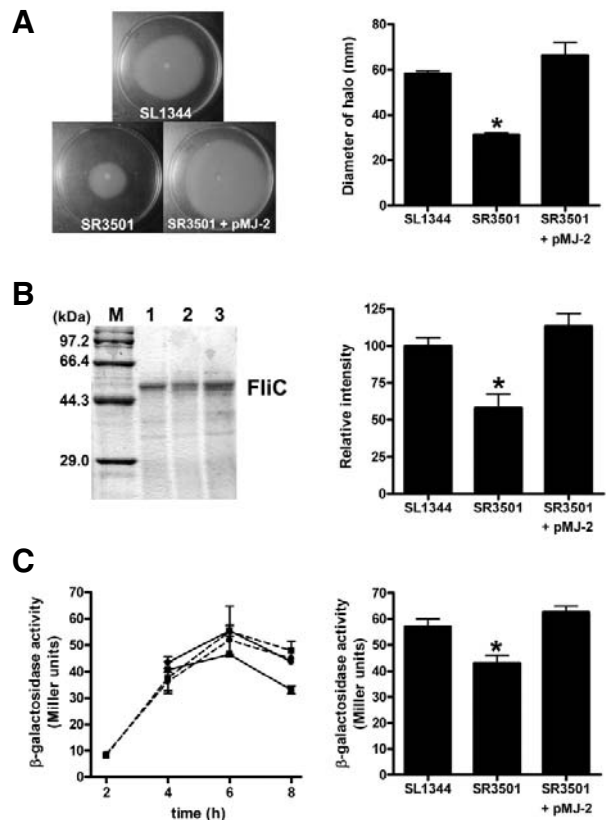 A
SL1344
SR3501
SR3501 + pMJ-2
Diameter of halo (mm)
80
60
40
20
0
*
SL1344
SR3501
SR3501
+ pMJ-2
B
(kDa) M 1 2 3
97.2
66.4
44.3
29.0
FliC
Relative intensity
125
100
75
50
25
0
*
SL1344
SR3501
SR3501
+ pMJ-2
C
β-galactosidase activity
(Miller units)
70
60
50
40
30
20
10
0
2 4 6 8
time (h)
β-galactosidase activity
(Miller units)
70
60
50
40
30
20
10
0
*
SL1344
SR3501
SR3501
+ pMJ-2